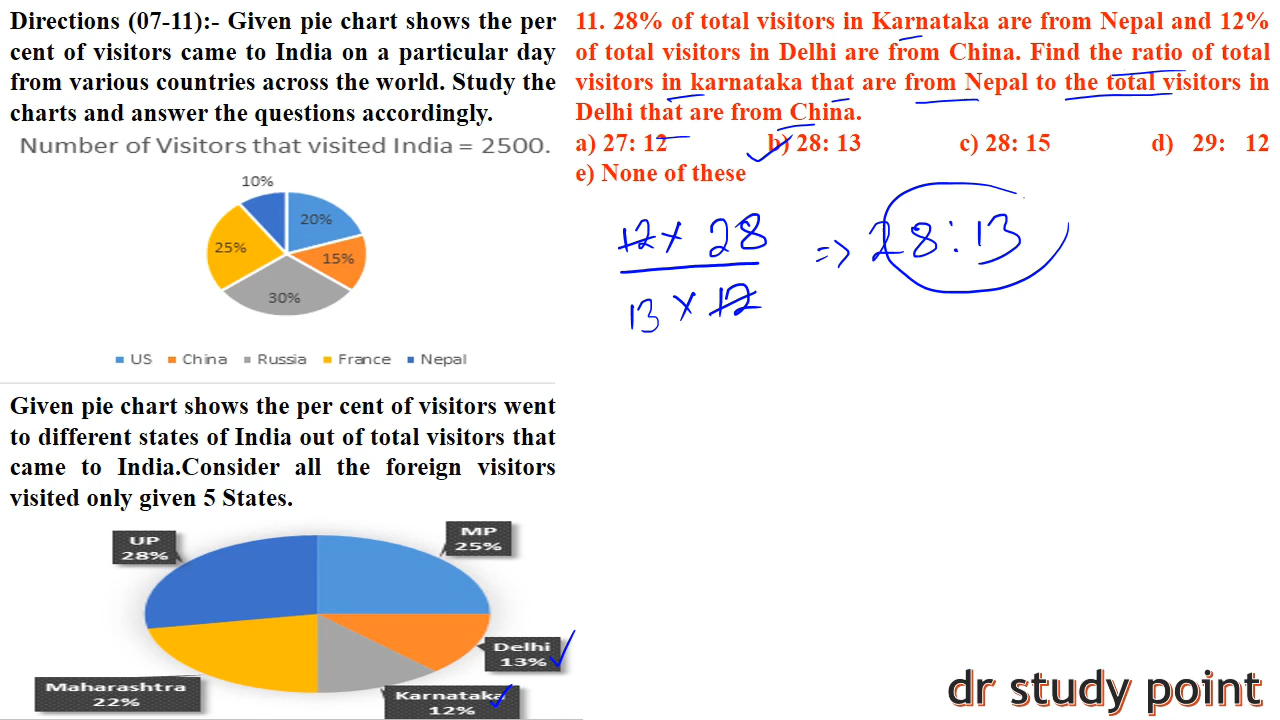 Directions (07-11):- Given pie chart shows the per
cent of visitors came to India on a particular day
from various countries across the world. Study the
charts and answer the questions accordingly.
Number of Visitors that visited India = 2500.
10%
20%
25%
15%
30%
US China Russia France Nepal
Given pie chart shows the per cent of visitors went
to different states of India out of total visitors that
came to India.Consider all the foreign visitors
visited only given 5 States.
UP
28%
MP
25%
Delhi
13%
Maharashtra
22%
Karnataka
12%
11. 28% of total visitors in Karnataka are from Nepal and 12%
of total visitors in Delhi are from China. Find the ratio of total
visitors in karnataka that are from Nepal to the total visitors in
Delhi that are from China.
a) 27: 12 b) 28: 13 c) 28: 15 d) 29: 12
e) None of these
12 x 28
13 x 12
=> 28:13
dr study point